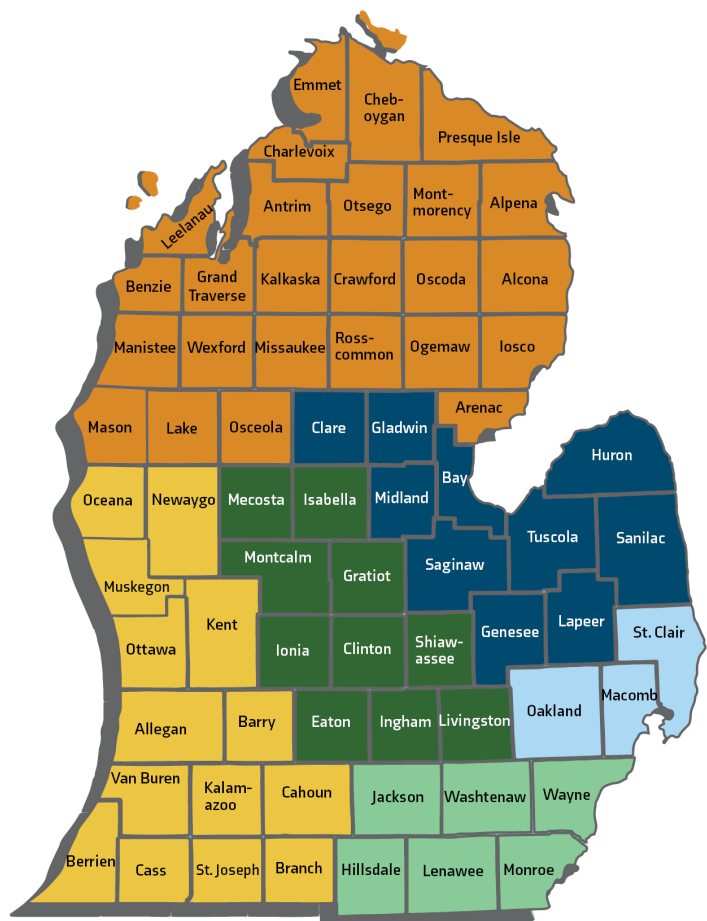 Emmet
Cheb-
oygan
Presque Isle
Charlevoix
Leelanau
Antrim
Otsego
Mont-
morency
Alpena
Benzie
Grand
Traverse
Kalkaska
Crawford
Oscoda
Alcona
Manistee
Wexford
Missaukee
Ross-
common
Ogemaw
Iosco
Mason
Lake
Osceola
Clare
Gladwin
Arenac
Huron
Oceana
Newaygo
Mecosta
Isabella
Midland
Bay
Tuscola
Sanilac
Muskegon
Montcalm
Gratiot
Saginaw
Ottawa
Kent
Ionia
Clinton
Shiaw-
assee
Genesee
Lapeer
St. Clair
Allegan
Barry
Eaton
Ingham
Livingston
Oakland
Macomb
Van Buren
Kalam-
azoo
Cahoun
Jackson
Washtenaw
Wayne
Berrien
Cass
St. Joseph
Branch
Hillsdale
Lenawee
Monroe